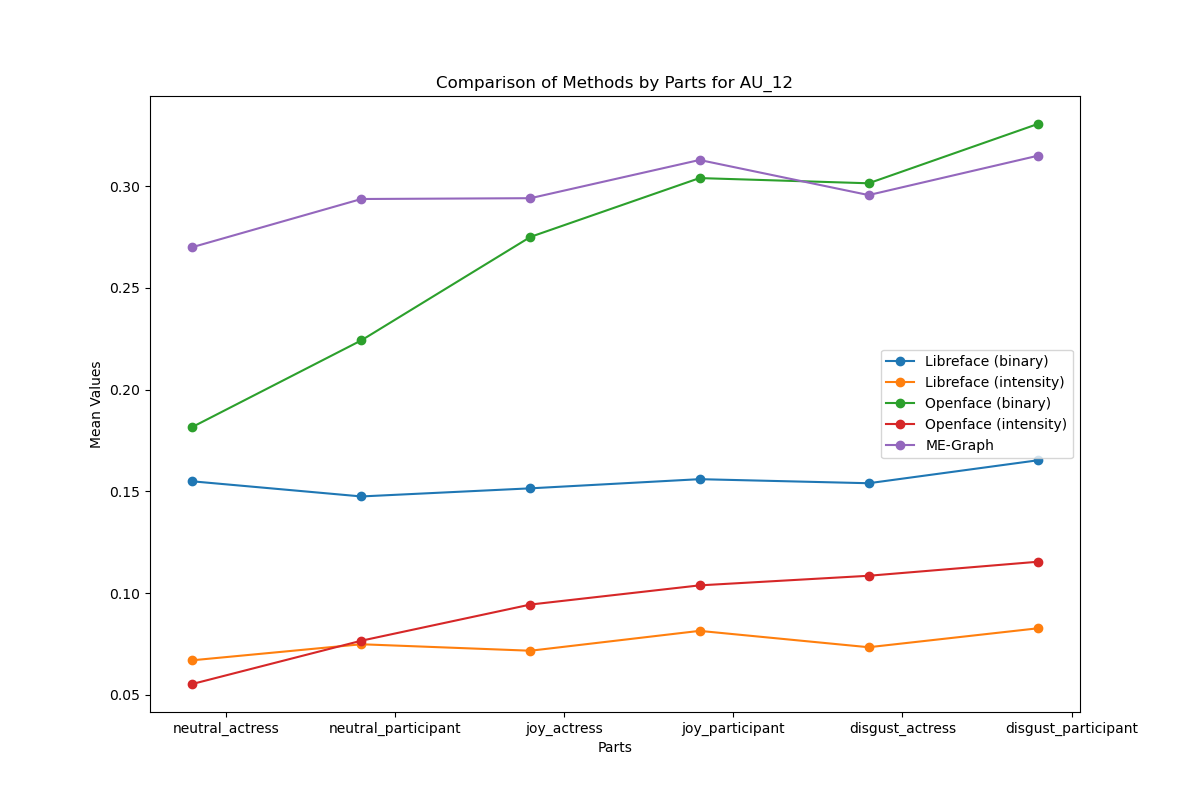 Comparison of Methods by Parts for AU_12
Mean Values
0.30
0.25
0.20
0.15
0.10
0.05
Libreface (binary)
Libreface (intensity)
Openface (binary)
Openface (intensity)
ME-Graph
neutral_actress neutral_participant joy_actress joy_participant disgust_actress disgust_participant
Parts